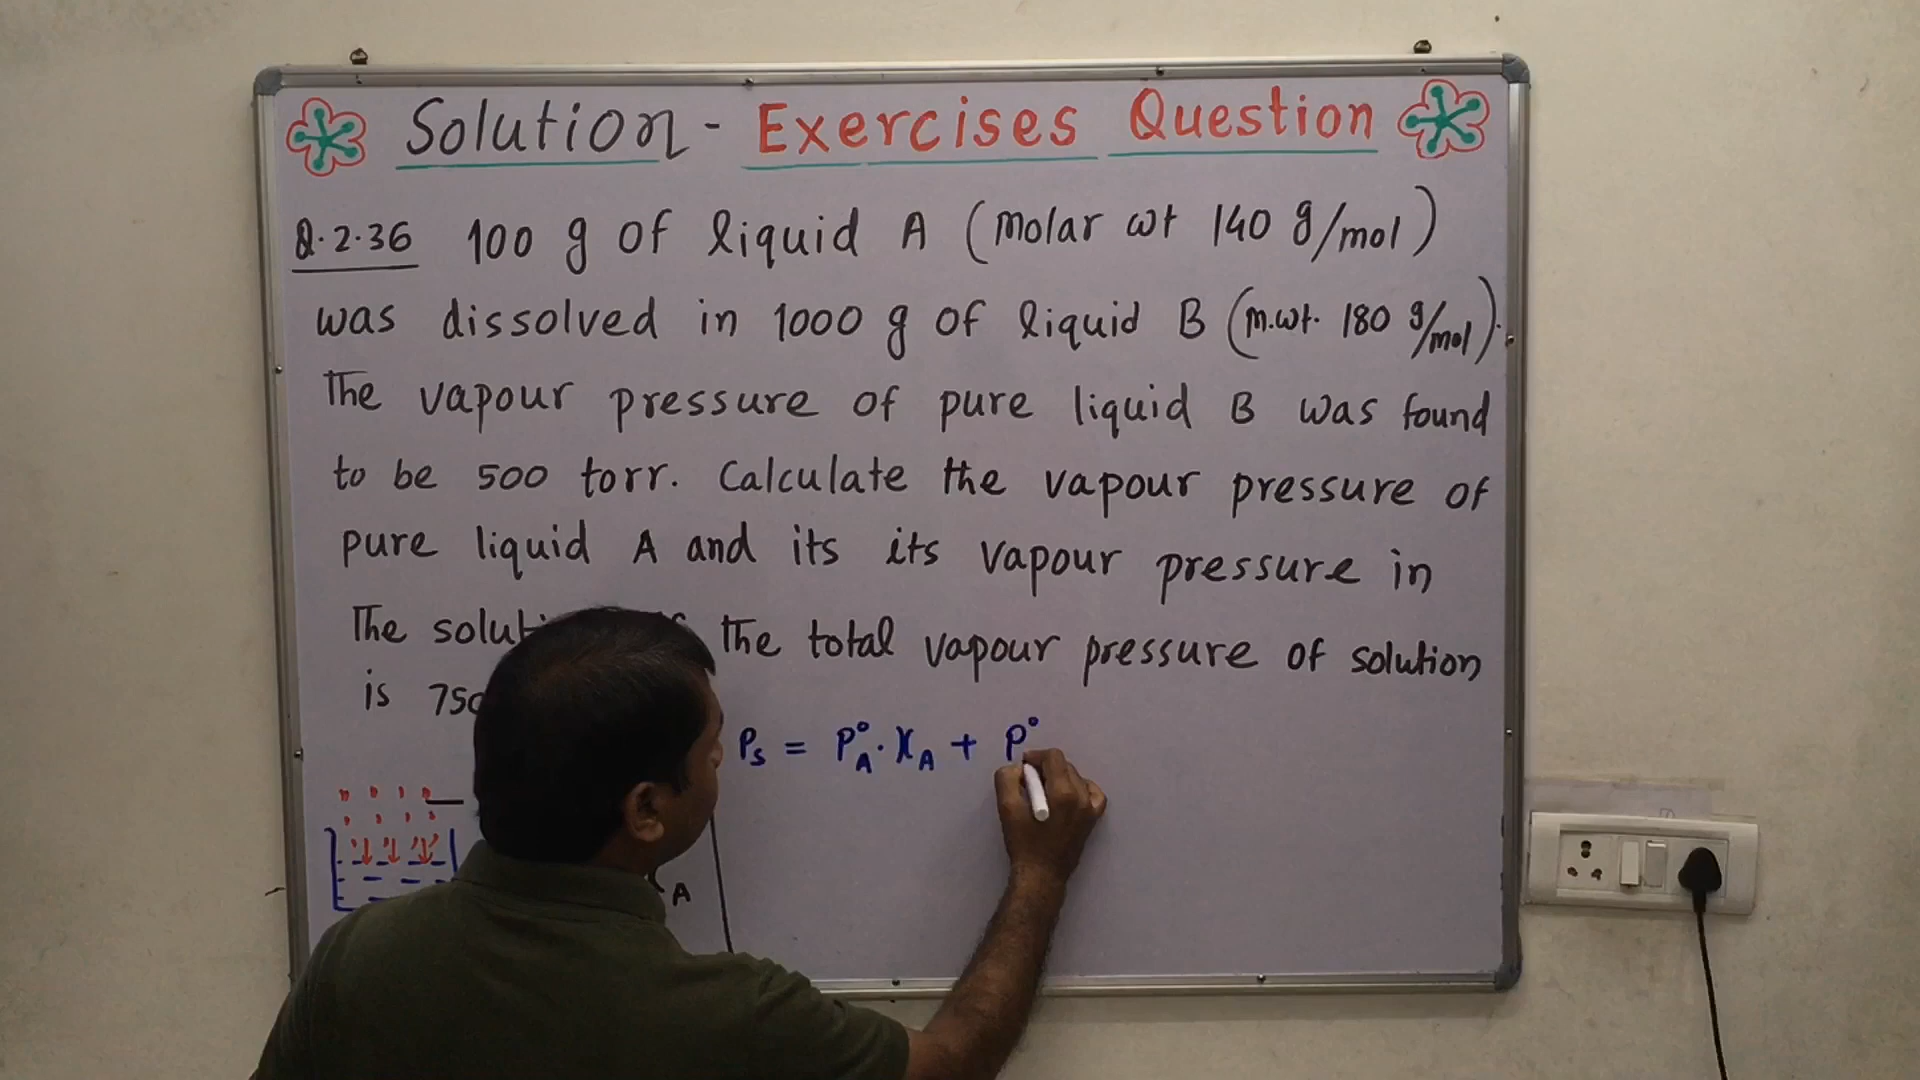 Solution - Exercises Question
Q.2.36 100 g of liquid A (Molar wt 140 g/mol)
was dissolved in 1000 g of liquid B (m.wt. 180 g/mol).
The vapour pressure of pure liquid B was found
to be 500 torr. Calculate the vapour pressure of
pure liquid A and its its vapour pressure in
The the total vapour pressure of solution
is
Ps = P°A · XA + P°
A